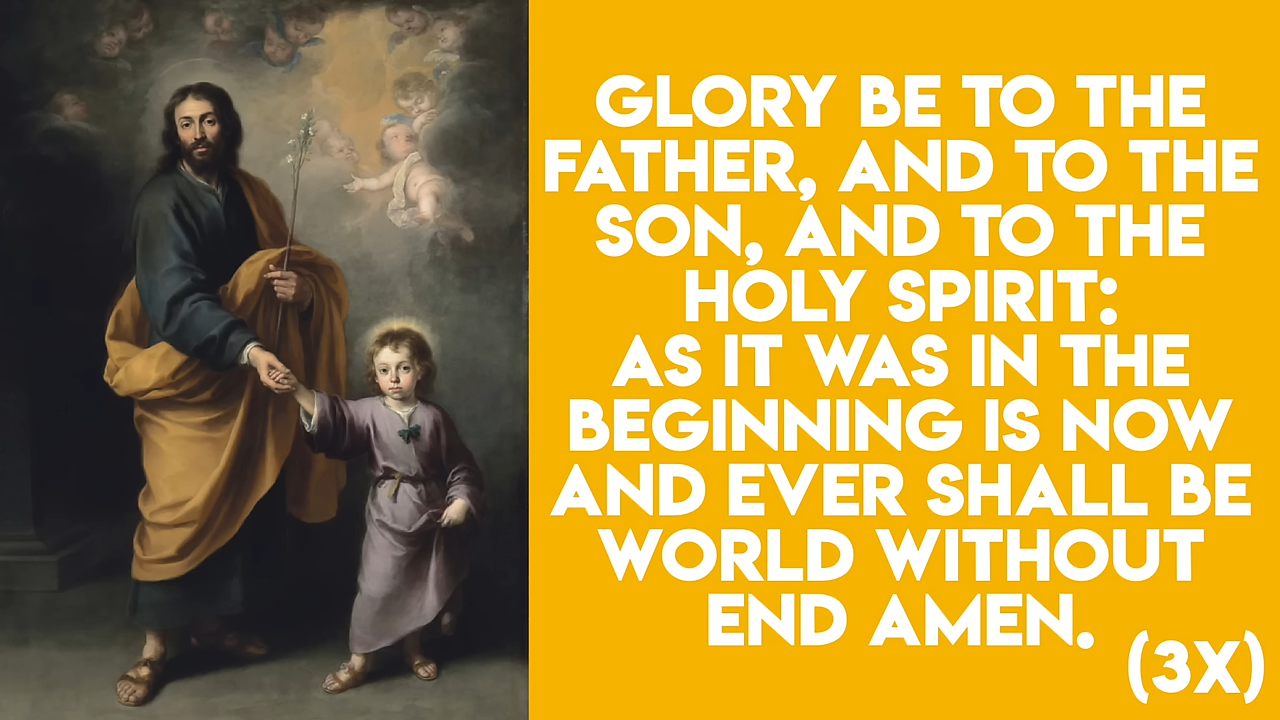 GLORY BE TO THE
FATHER, AND TO THE
SON, AND TO THE
HOLY SPIRIT:
AS IT WAS IN THE
BEGINNING IS NOW
AND EVER SHALL BE
WORLD WITHOUT
END AMEN.
(3X)